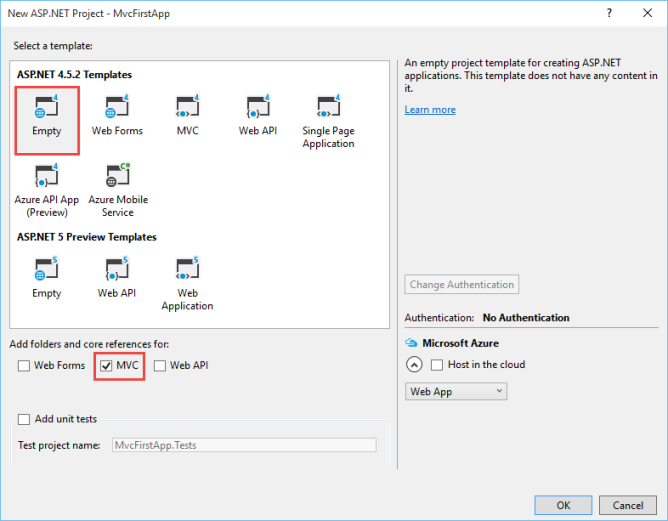 New ASP.NET Project - MvcFirstApp
Select a template:
ASP.NET 4.5.2 Templates
4 4 4 4 4
Empty Web Forms MVC Web API Single Page
Application
4 C#
Azure API App Azure Mobile
(Preview) Service
ASP.NET 5 Preview Templates
5 5 5
Empty Web API Web
Application
An empty project template for creating ASP.NET
applications. This template does not have any content in
it.
Learn more
Change Authentication
Authentication: No Authentication
Microsoft Azure
Host in the cloud
Web App
Add folders and core references for:
Web Forms MVC Web API
Add unit tests
Test project name: MvcFirstApp.Tests
OK Cancel